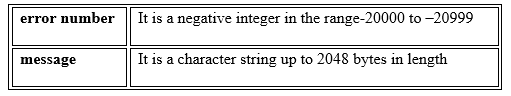 error number It is a negative integer in the range-20000 to –20999
message It is a character string up to 2048 bytes in length